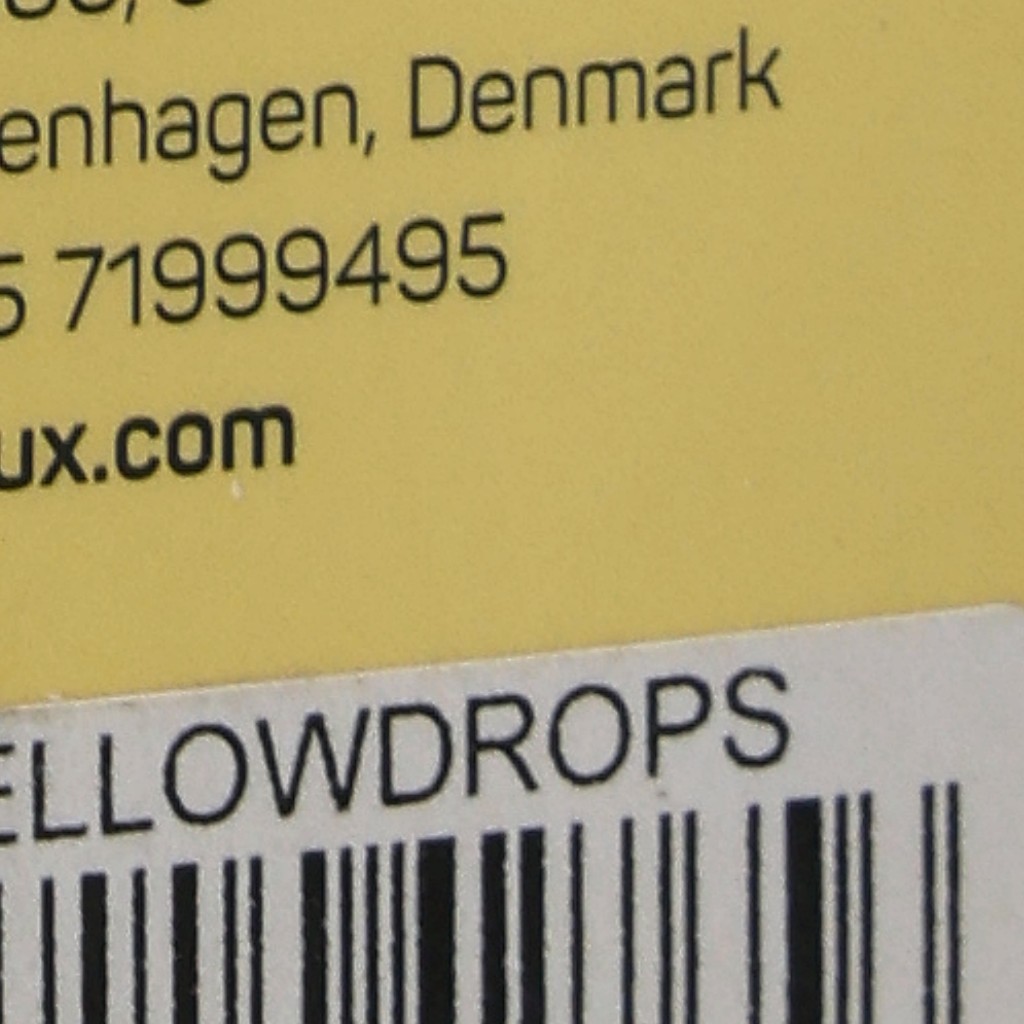 enhagen, Denmark
5 71999495
ux.com
ELLOWDROPS